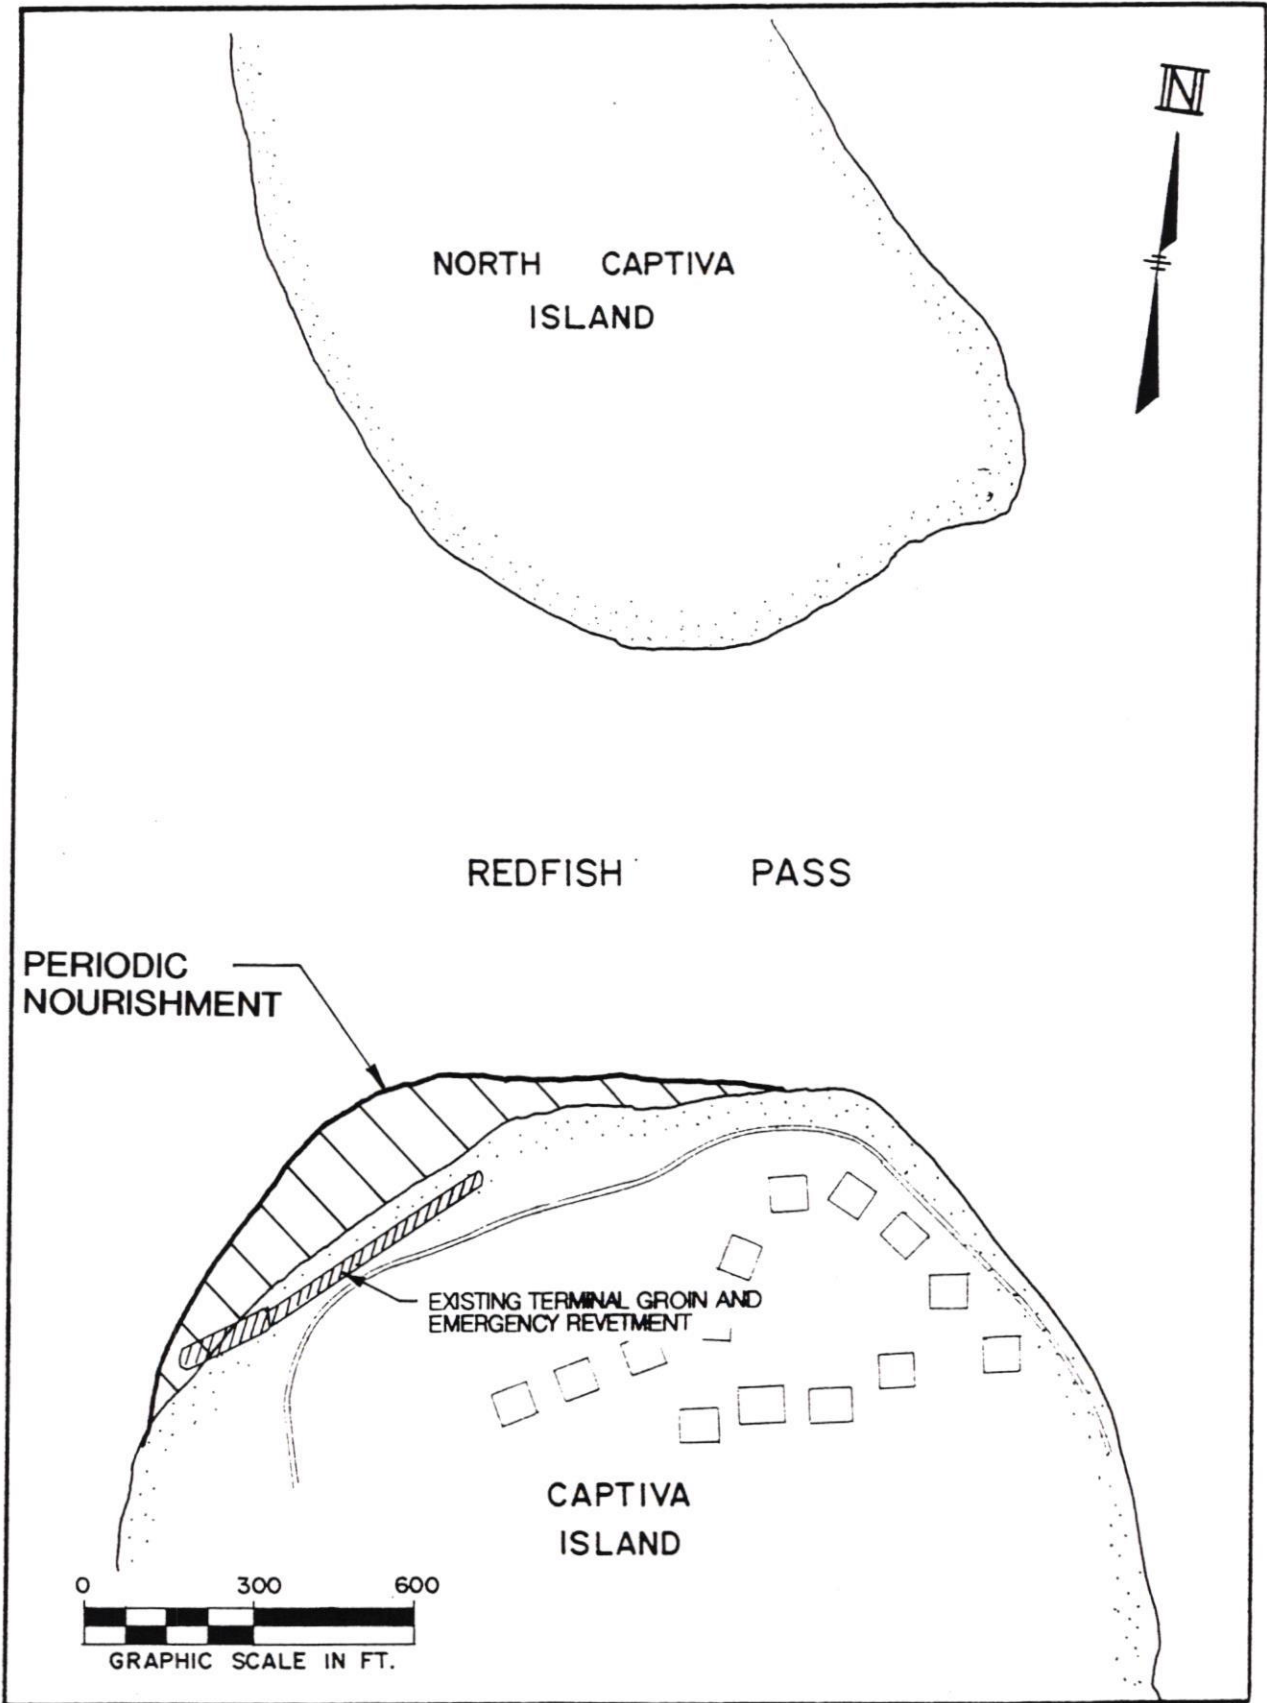 N
NORTH CAPTIVA
ISLAND
REDFISH PASS
PERIODIC
NOURISHMENT
EXISTING TERMINAL GROIN AND
EMERGENCY REVETMENT
CAPTIVA
ISLAND
0 300 600
GRAPHIC SCALE IN FT.